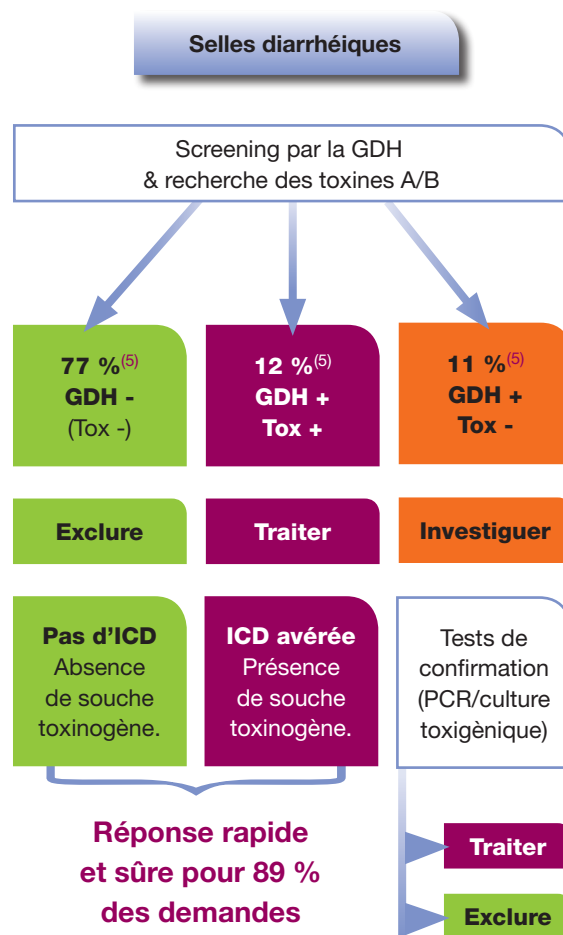 Selles diarrhéiques
Screening par la GDH
& recherche des toxines A/B
77 %(5)
GDH -
(Tox -)
12 %(5)
GDH +
Tox +
11 %(5)
GDH +
Tox -
Exclure
Traiter
Investiguer
Pas d’ICD
Absence
de souche
toxinogène.
ICD avérée
Présence
de souche
toxinogène.
Tests de
confirmation
(PCR/culture
toxigènique)
Réponse rapide
et sûre pour 89 %
des demandes
Traiter
Exclure